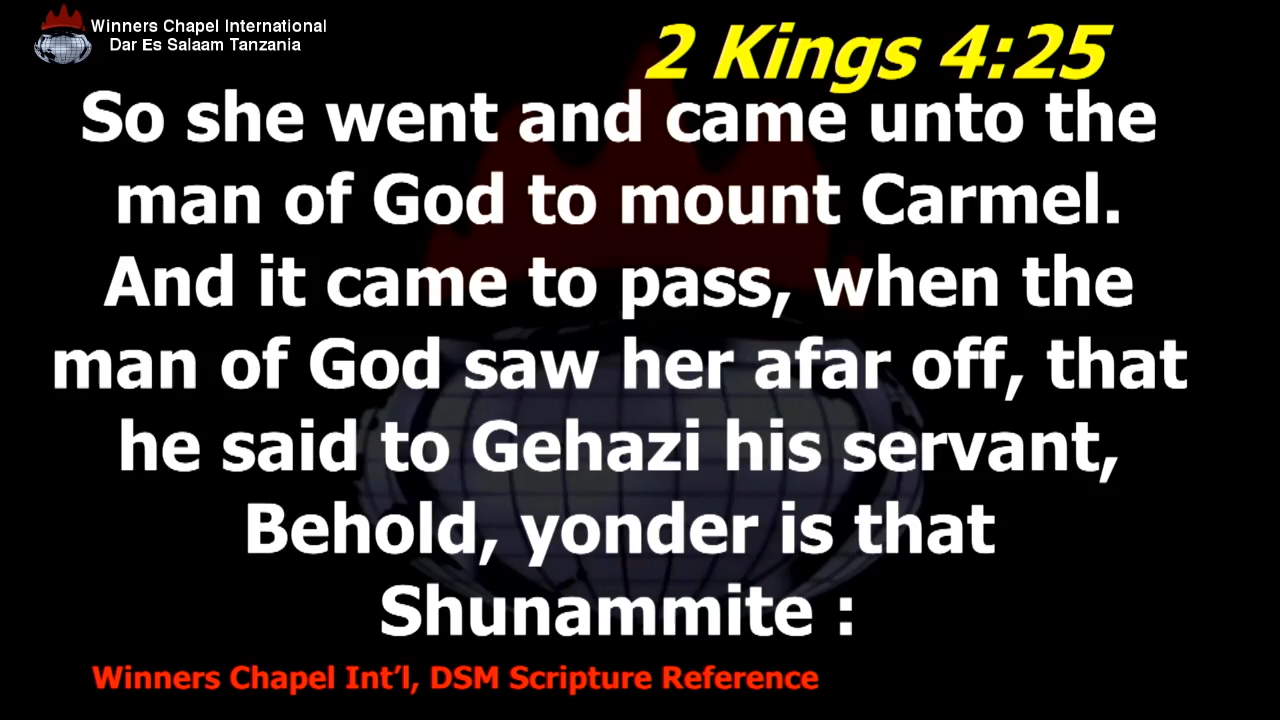 Winners Chapel International
Dar Es Salaam Tanzania
2 Kings 4:25
So she went and came unto the
man of God to mount Carmel.
And it came to pass, when the
man of God saw her afar off, that
he said to Gehazi his servant,
Behold, yonder is that
Shunammite :
Winners Chapel Int’l, DSM Scripture Reference